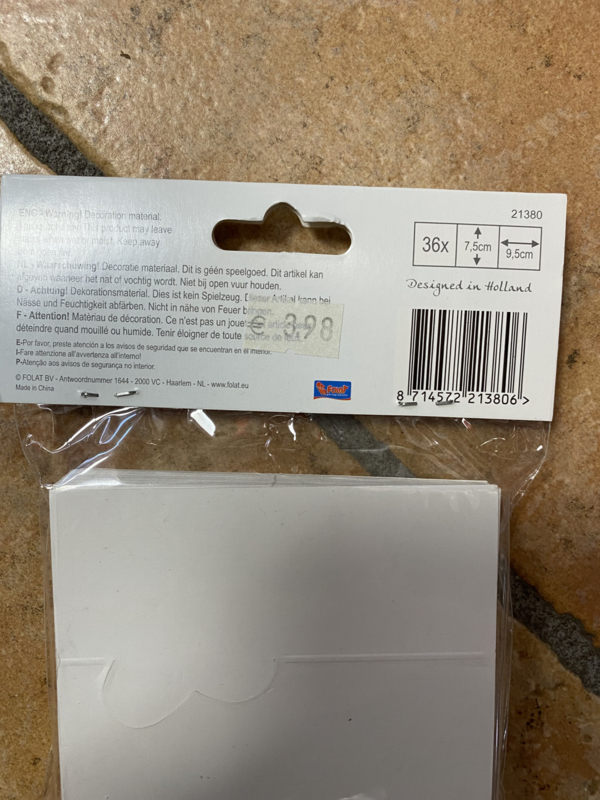 21380
36x
7,5cm
9,5cm
Designed in Holland
ENG - Warning! Decoration material.
This product may leave
Keep away
NL - Waarschuwing! Decoratie materiaal. Dit is géén speelgoed. Dit artikel kan
afgeven wanneer het nat of vochtig wordt. Niet bij open vuur houden.
D - Achtung! Dekorationsmaterial. Dies ist kein Spielzeug. Dieser Artikel kann bei
Nässe und Feuchtigkeit abfärben. Nicht in nähe von Feuer bringen.
F - Attention! Matériau de décoration. Ce n'est pas un jouet
déteindre quand mouillé ou humide. Tenir éloigner de toute source de
€ 3,98
E-Por favor, preste atención a los avisos de seguridad que se encuentran en el interior.
I-Fare attenzione all'avvertenza all'interno!
P-Atenção aos avisos de segurança no interior.
© FOLAT BV - Antwoordnummer 1644 - 2000 VC - Haarlem - NL - www.folat.eu
Made in China
Folat
8 714572 213806 >